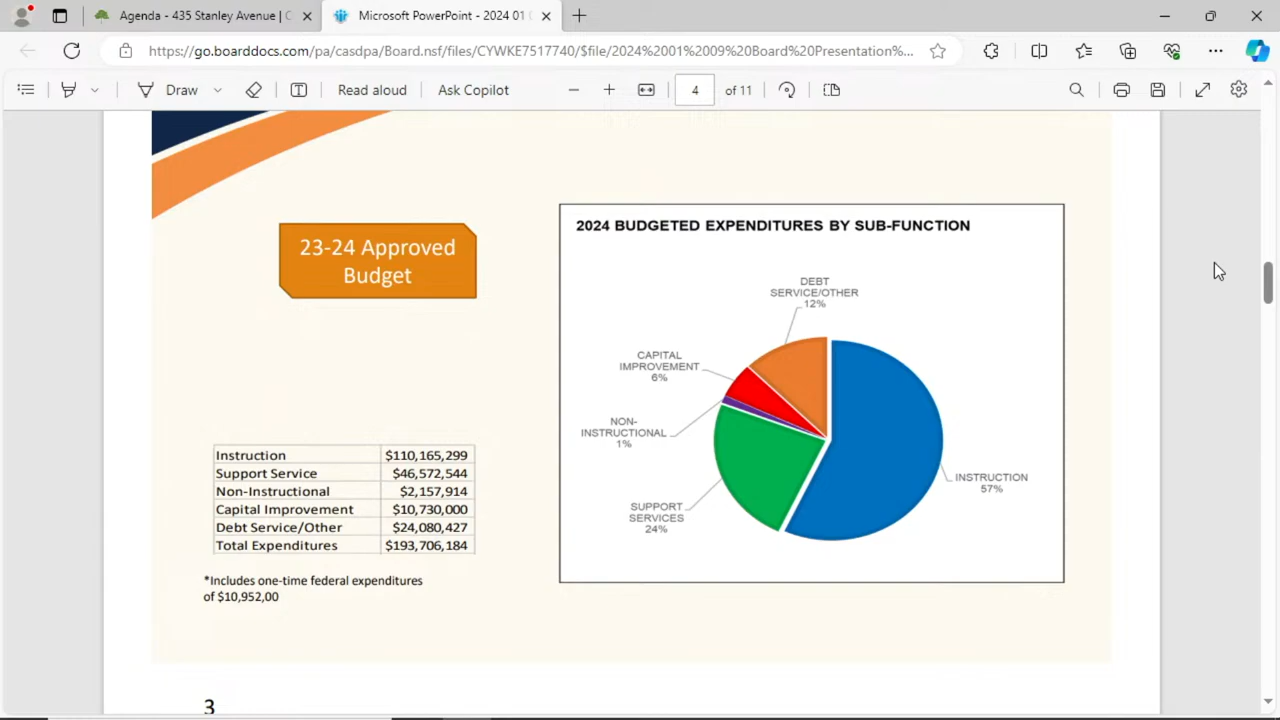 Agenda - 435 Stanley Avenue | C
Microsoft PowerPoint - 2024 01 0
https://go.boarddocs.com/pa/casdpa/Board.nsf/files/CYWKE7517740/$file/2024%2001%2009%20Board%20Presentation%...
Draw
Read aloud
Ask Copilot
4 of 11
23-24 Approved
Budget
Instruction $110,165,299
Support Service $46,572,544
Non-Instructional $2,157,914
Capital Improvement $10,730,000
Debt Service/Other $24,080,427
Total Expenditures $193,706,184
*Includes one-time federal expenditures
of $10,952,00
2024 BUDGETED EXPENDITURES BY SUB-FUNCTION
DEBT
SERVICE/OTHER
12%
CAPITAL
IMPROVEMENT
6%
NON-
INSTRUCTIONAL
1%
SUPPORT
SERVICES
24%
INSTRUCTION
57%
3